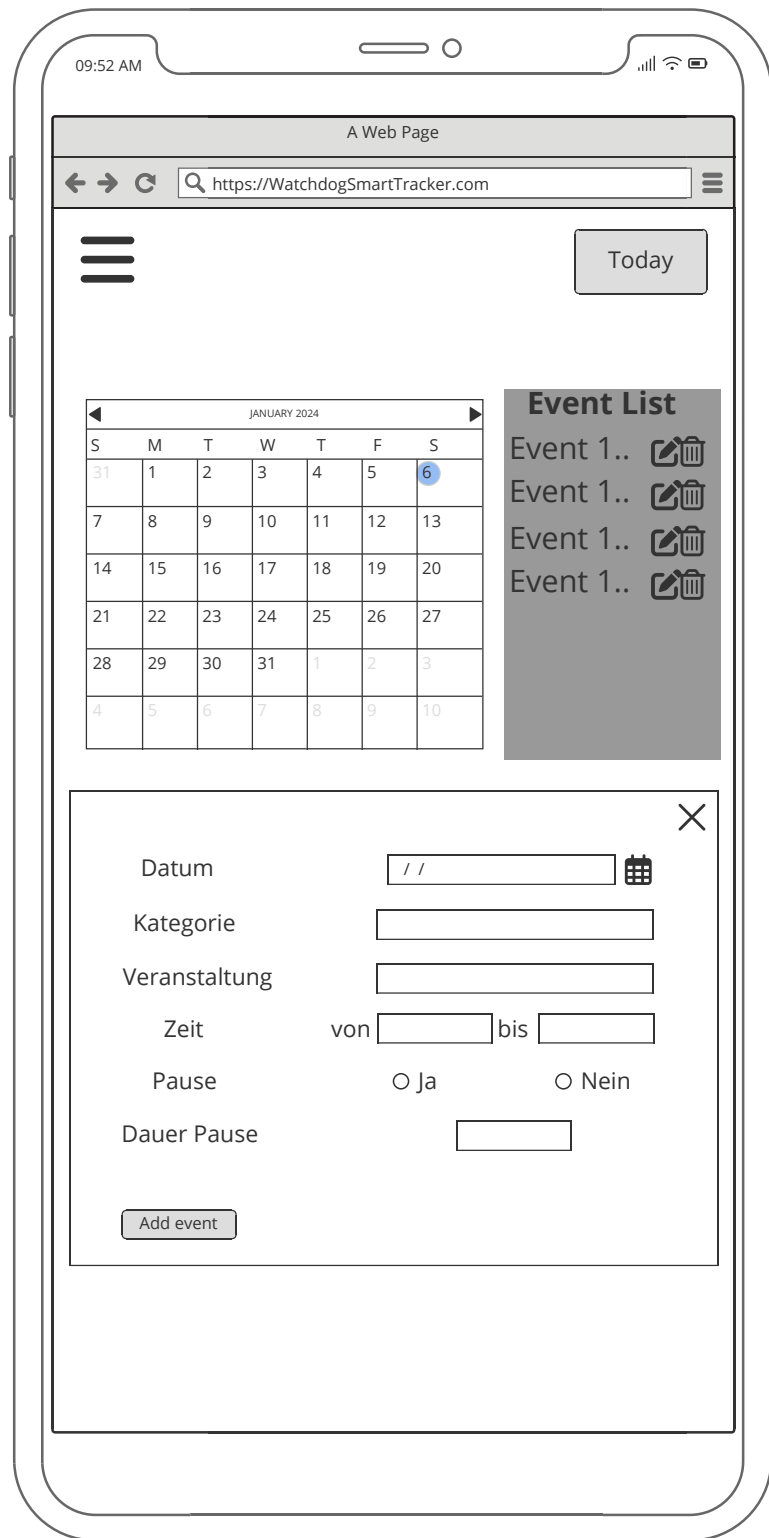 09:52 AM
A Web Page
https://WatchdogSmartTracker.com
Today
JANUARY 2024
S M T W T F S
31 1 2 3 4 5 6
7 8 9 10 11 12 13
14 15 16 17 18 19 20
21 22 23 24 25 26 27
28 29 30 31 1 2 3
4 5 6 7 8 9 10
Event List
Event 1..
Event 1..
Event 1..
Event 1..
Datum / /
Kategorie
Veranstaltung
Zeit von bis
Pause Ja Nein
Dauer Pause
Add event